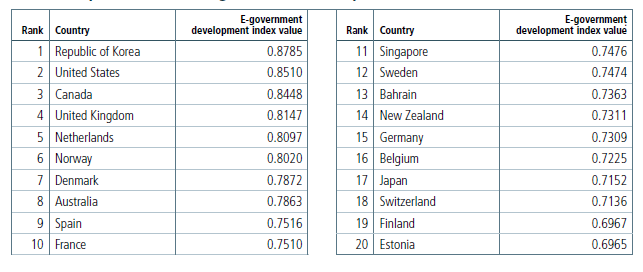 Rank Country E-government development index value
1 Republic of Korea 0.8785
2 United States 0.8510
3 Canada 0.8448
4 United Kingdom 0.8147
5 Netherlands 0.8097
6 Norway 0.8020
7 Denmark 0.7872
8 Australia 0.7863
9 Spain 0.7516
10 France 0.7510
Rank Country E-government development index value
11 Singapore 0.7476
12 Sweden 0.7474
13 Bahrain 0.7363
14 New Zealand 0.7311
15 Germany 0.7309
16 Belgium 0.7225
17 Japan 0.7152
18 Switzerland 0.7136
19 Finland 0.6967
20 Estonia 0.6965